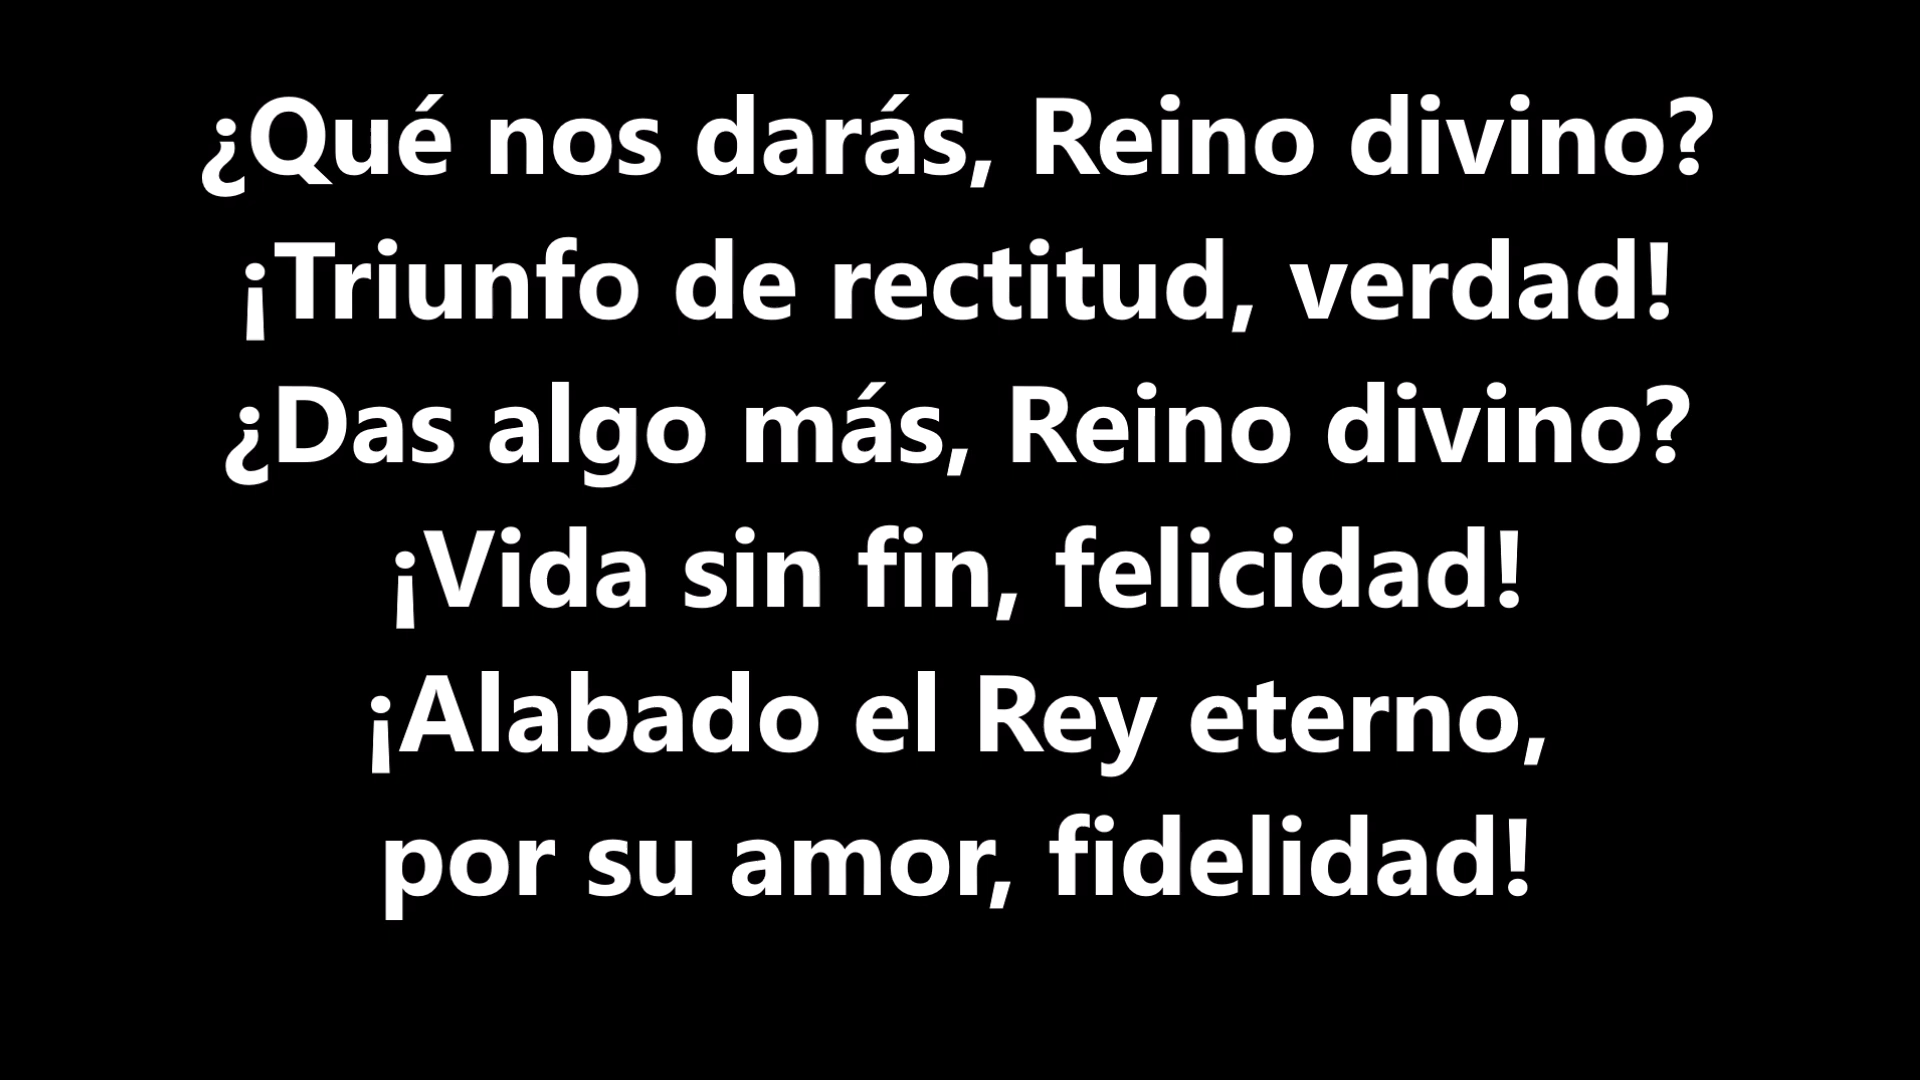 ¿Qué nos darás, Reino divino?
¡Triunfo de rectitud, verdad!
¿Das algo más, Reino divino?
¡Vida sin fin, felicidad!
¡Alabado el Rey eterno,
por su amor, fidelidad!